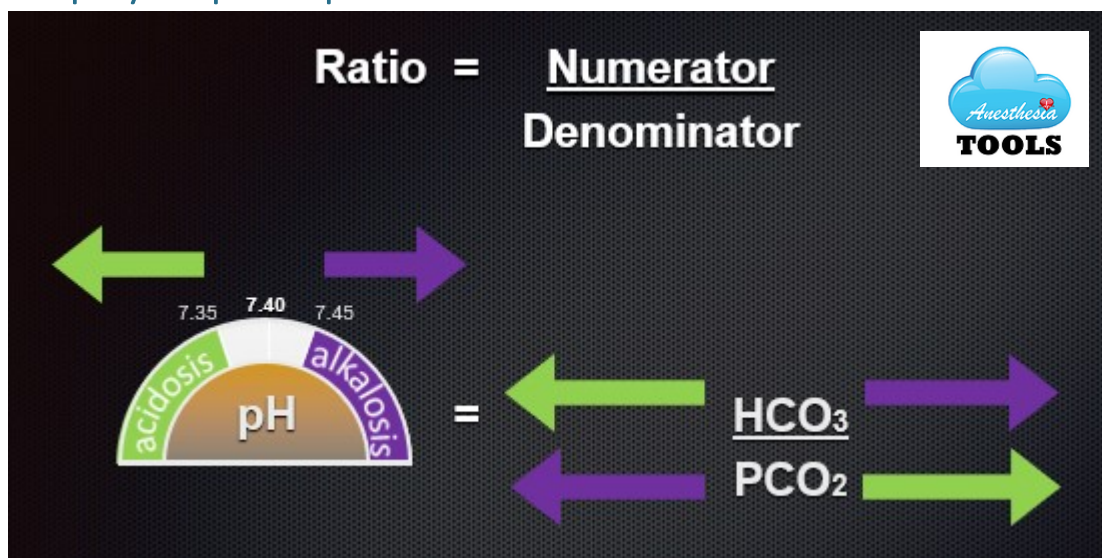 Ratio = Numerator
Denominator
Anesthesia
TOOLS
7.35 7.40 7.45
acidosis
alkalosis
pH
=
HCO3
PCO2